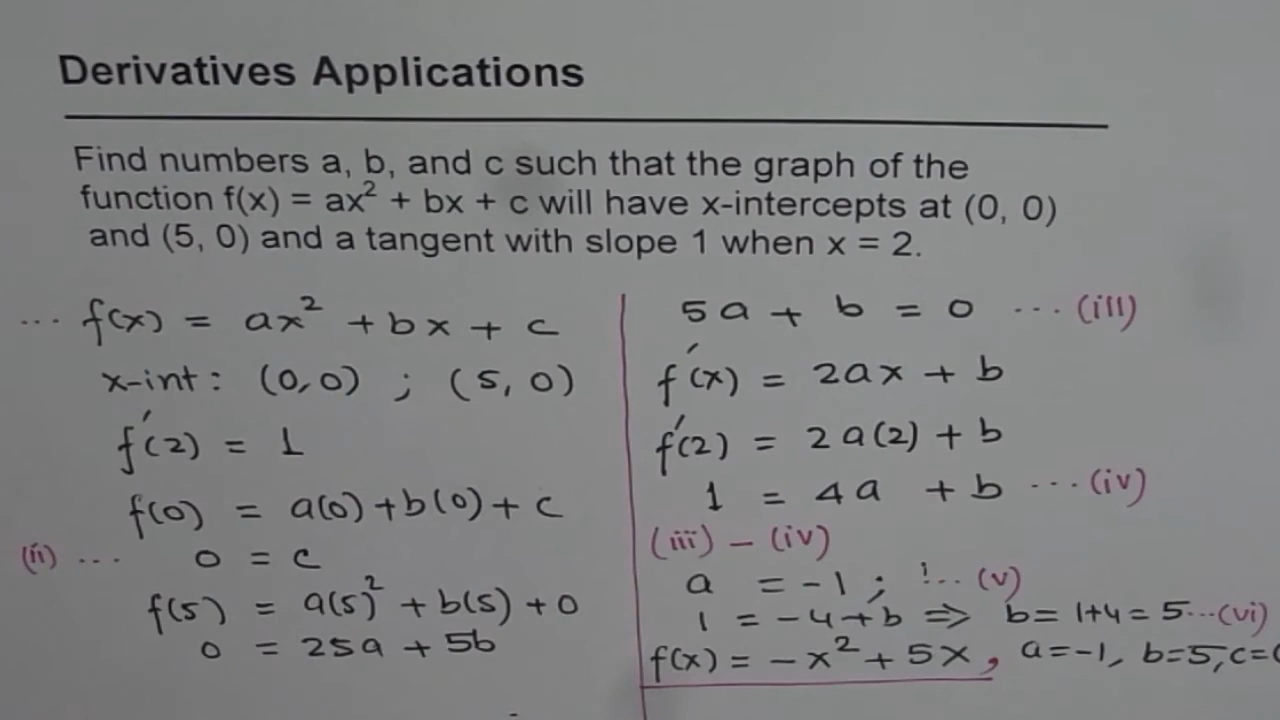 Derivatives Applications
Find numbers a, b, and c such that the graph of the
function f(x) = ax² + bx + c will have x-intercepts at (0, 0)
and (5, 0) and a tangent with slope 1 when x = 2.
... f(x) = ax² + bx + c
x-int: (0,0) ; (5,0)
f'(2) = 1
f(0) = a(0)+b(0)+c
(ii) ... 0 = c
f(5) = a(5)² + b(5) + 0
0 = 25a + 5b
5a + b = 0 ... (iii)
f'(x) = 2ax + b
f'(2) = 2a(2) + b
1 = 4a + b ... (iv)
(iii) - (iv)
a = -1 ; !.. (v)
1 = -4+b => b = 1+4 = 5 ... (vi)
f(x) = -x² + 5x, a=-1, b=5, c=